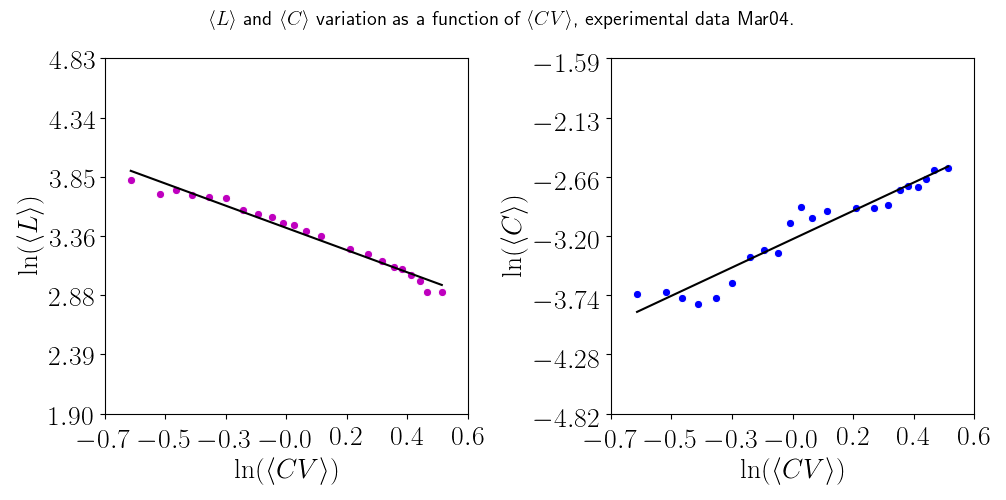 ⟨L⟩ and ⟨C⟩ variation as a function of ⟨CV⟩, experimental data Mar04.
4.83
4.34
3.85
3.36
2.88
2.39
1.90
ln(⟨L⟩)
−0.7 −0.5 −0.3 −0.0 0.2 0.4 0.6
ln(⟨CV⟩)
−1.59
−2.13
−2.66
−3.20
−3.74
−4.28
−4.82
ln(⟨C⟩)
−0.7 −0.5 −0.3 −0.0 0.2 0.4 0.6
ln(⟨CV⟩)